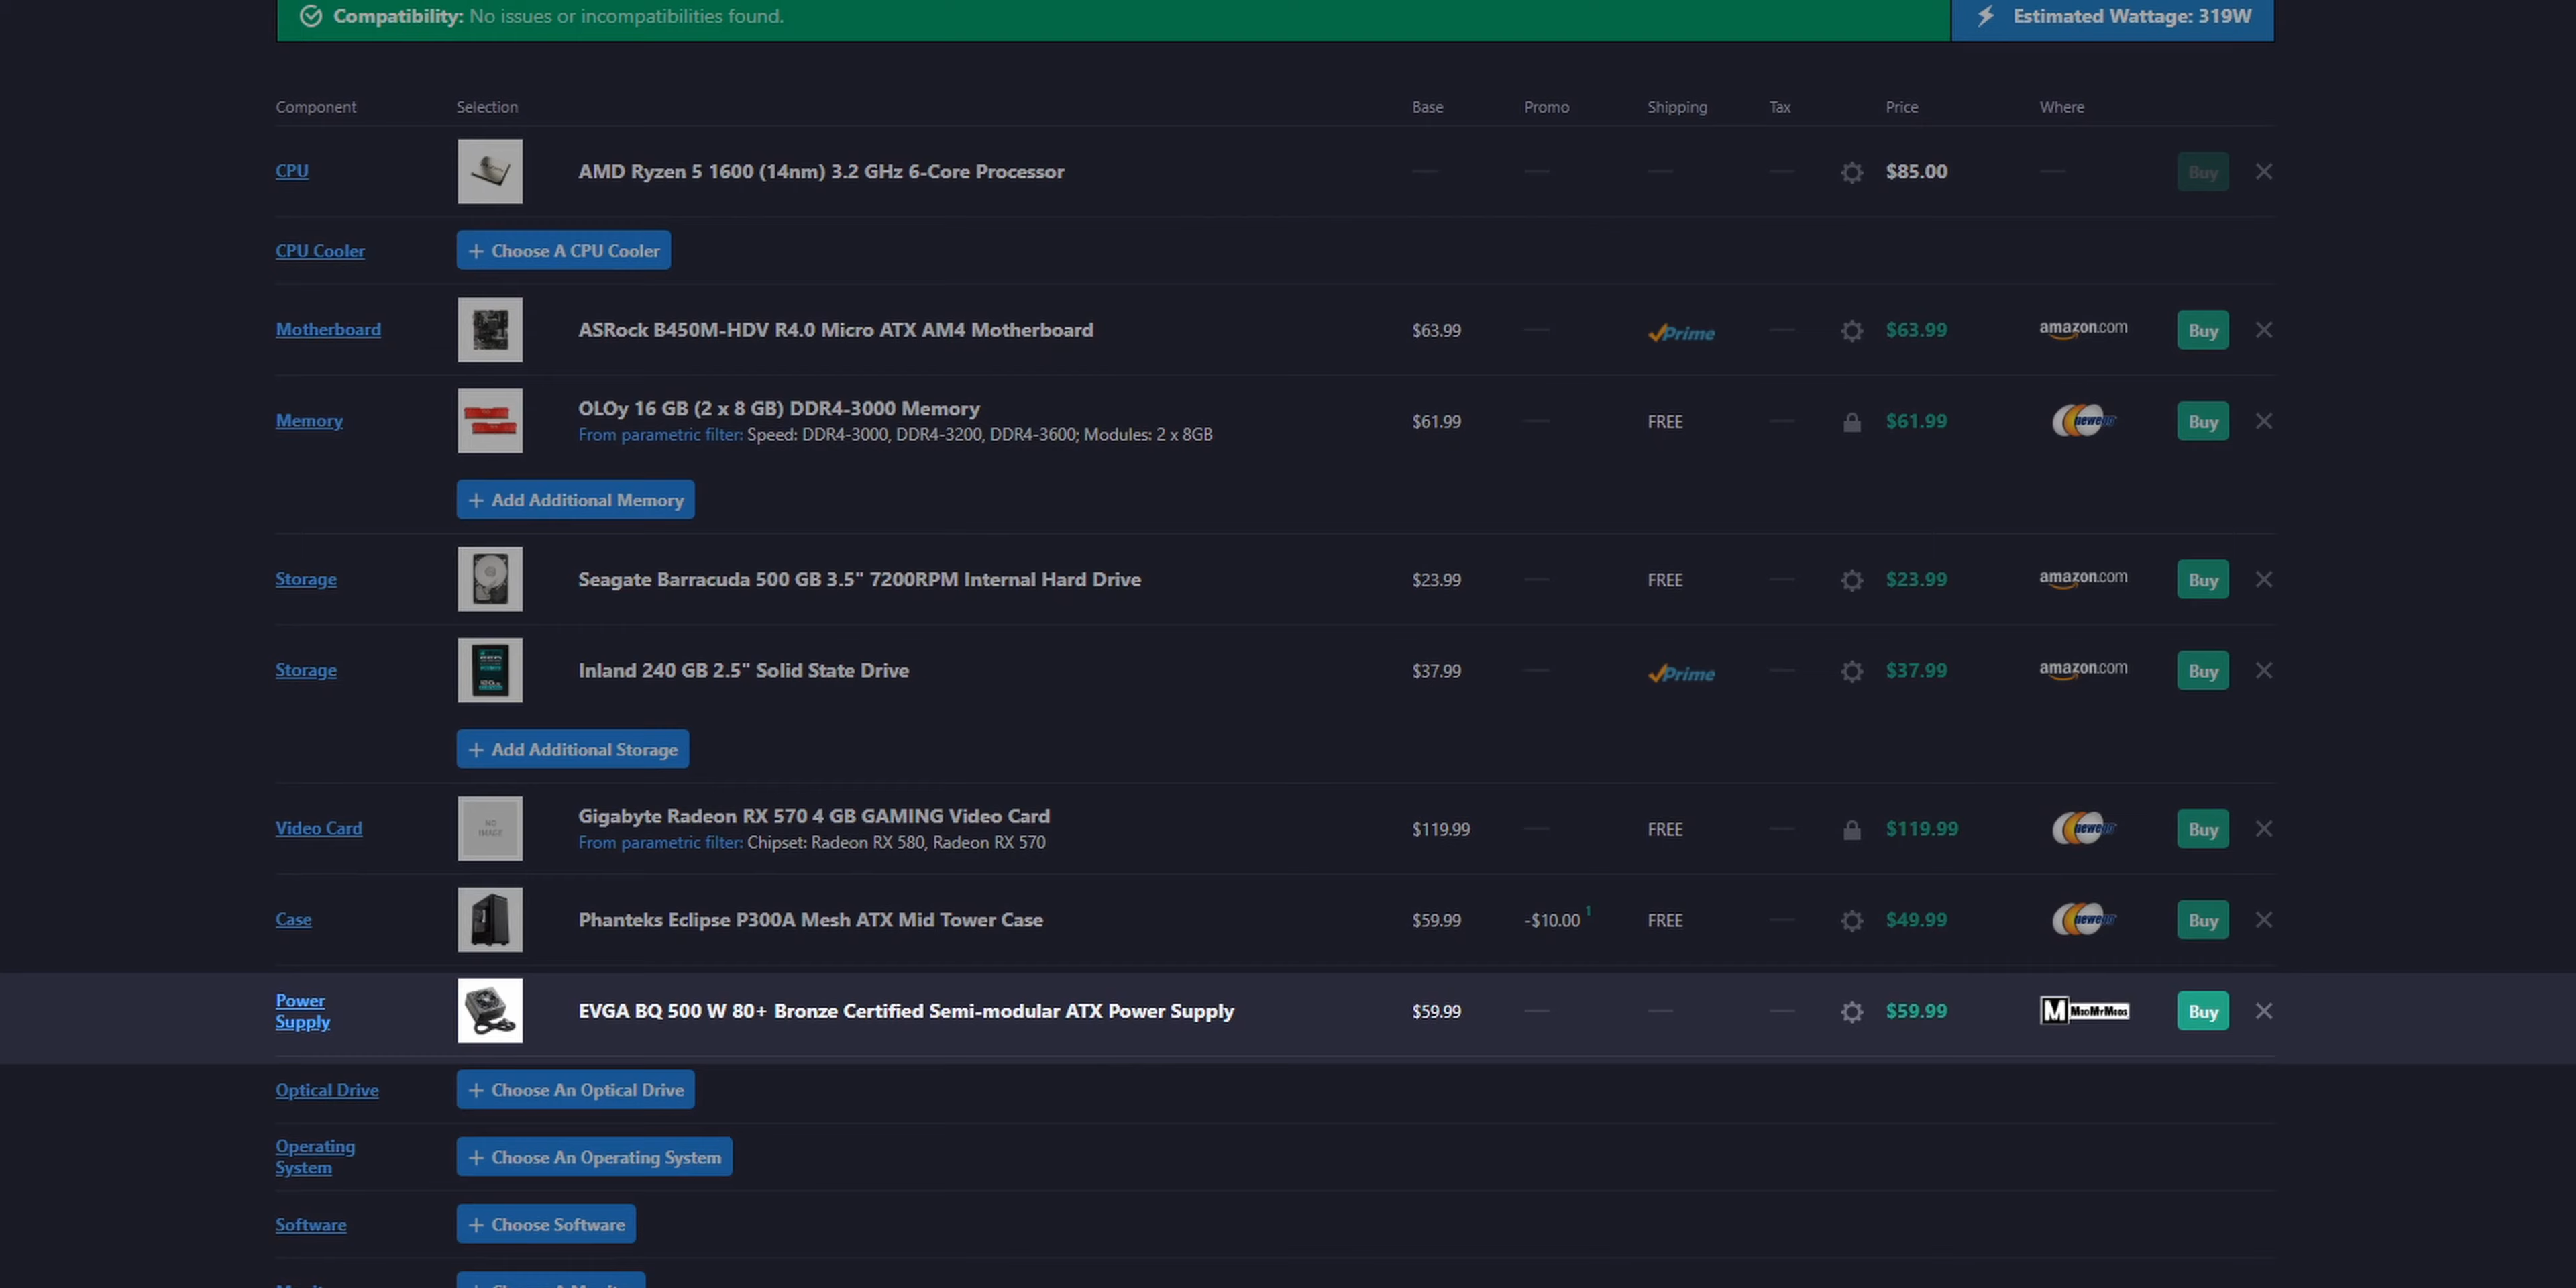 Compatibility: No issues or incompatibilities found.
Estimated Wattage: 319W
Component Selection Base Promo Shipping Tax Price Where
CPU AMD Ryzen 5 1600 (14nm) 3.2 GHz 6-Core Processor — — — — $85.00 — Buy
CPU Cooler + Choose A CPU Cooler
Motherboard ASRock B450M-HDV R4.0 Micro ATX AM4 Motherboard $63.99 — Prime — $63.99 amazon.com Buy
Memory OLOy 16 GB (2 x 8 GB) DDR4-3000 Memory $61.99 — FREE — $61.99 newegg Buy
From parametric filter: Speed: DDR4-3000, DDR4-3200, DDR4-3600; Modules: 2 x 8GB
+ Add Additional Memory
Storage Seagate Barracuda 500 GB 3.5" 7200RPM Internal Hard Drive $23.99 — FREE — $23.99 amazon.com Buy
Storage Inland 240 GB 2.5" Solid State Drive $37.99 — Prime — $37.99 amazon.com Buy
+ Add Additional Storage
NO
IMAGE
Video Card Gigabyte Radeon RX 570 4 GB GAMING Video Card $119.99 — FREE — $119.99 newegg Buy
From parametric filter: Chipset: Radeon RX 580, Radeon RX 570
Case Phanteks Eclipse P300A Mesh ATX Mid Tower Case $59.99 -$10.00 1 FREE — $49.99 newegg Buy
Power
Supply EVGA BQ 500 W 80+ Bronze Certified Semi-modular ATX Power Supply $59.99 — — — $59.99 M ModMyMods Buy
Optical Drive + Choose An Optical Drive
Operating
System + Choose An Operating System
Software + Choose Software